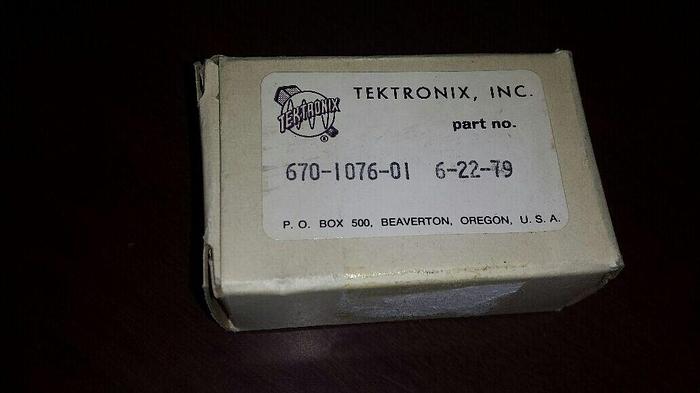 TEKTRONIX, INC.
TEKTRONIX
®
part no.
670-1076-01 6-22-79
P. O. BOX 500, BEAVERTON, OREGON, U. S. A.